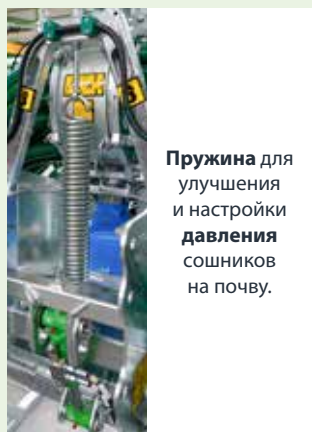 Пружина для
улучшения
и настройки
давления
сошников
на почву.